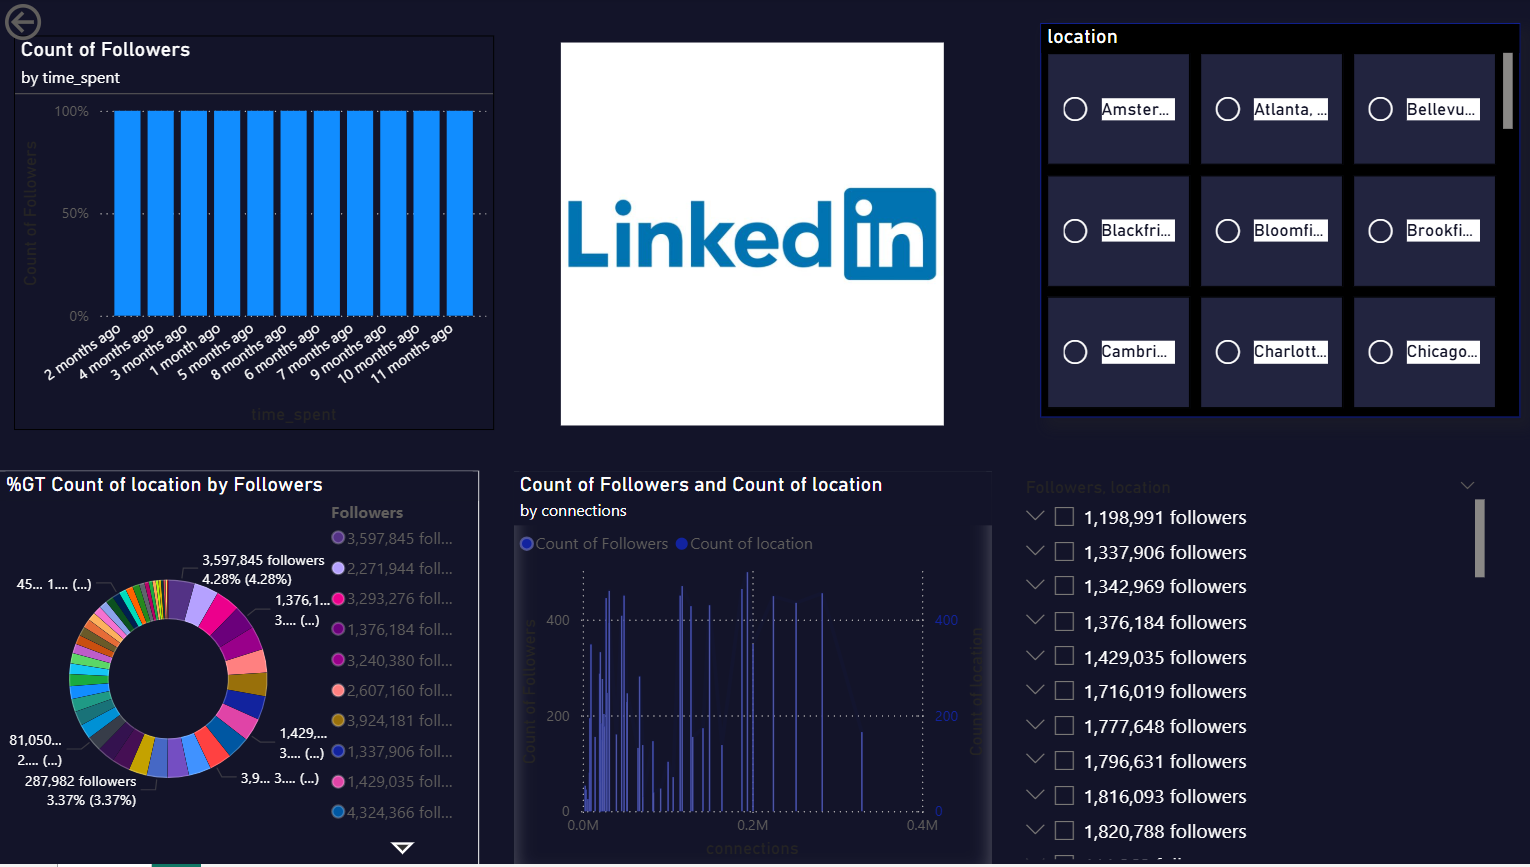 Count of Followers
by time_spent
100%
50%
0%
Count of Followers
2 months ago
4 months ago
3 months ago
1 month ago
5 months ago
8 months ago
6 months ago
7 months ago
9 months ago
10 months ago
11 months ago
time_spent
Linked in
location
Amster...
Atlanta, ...
Bellevu...
Blackfri...
Bloomfi...
Brookfi...
Cambri...
Charlott...
Chicago...
%GT Count of location by Followers
3,597,845 followers
4.28% (4.28%)
1,376,1...
3.... (...)
1,429,...
3.... (...)
3,9... 3.... (...)
287,982 followers
3.37% (3.37%)
81,050...
2.... (...)
45... 1.... (...)
Followers
3,597,845 foll...
2,271,944 foll...
3,293,276 foll...
1,376,184 foll...
3,240,380 foll...
2,607,160 foll...
3,924,181 foll...
1,337,906 foll...
1,429,035 foll...
4,324,366 foll...
Count of Followers and Count of location
by connections
Count of Followers
Count of location
400
200
0
Count of Followers
400
200
0
Count of location
0.0M
0.2M
0.4M
connections
Followers, location
1,198,991 followers
1,337,906 followers
1,342,969 followers
1,376,184 followers
1,429,035 followers
1,716,019 followers
1,777,648 followers
1,796,631 followers
1,816,093 followers
1,820,788 followers